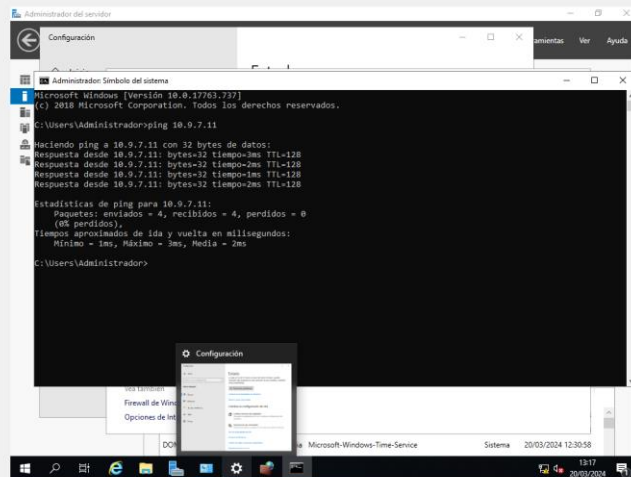 Administrador del servidor
Configuración
amientas Ver Ayuda
Administrador: Símbolo del sistema
Microsoft Windows [Versión 10.0.17763.737]
(c) 2018 Microsoft Corporation. Todos los derechos reservados.
C:\Users\Administrador>ping 10.9.7.11
Haciendo ping a 10.9.7.11 con 32 bytes de datos:
Respuesta desde 10.9.7.11: bytes=32 tiempo=3ms TTL=128
Respuesta desde 10.9.7.11: bytes=32 tiempo=2ms TTL=128
Respuesta desde 10.9.7.11: bytes=32 tiempo=1ms TTL=128
Respuesta desde 10.9.7.11: bytes=32 tiempo=2ms TTL=128
Estadísticas de ping para 10.9.7.11:
Paquetes: enviados = 4, recibidos = 4, perdidos = 0
(0% perdidos),
Tiempos aproximados de ida y vuelta en milisegundos:
Mínimo = 1ms, Máximo = 3ms, Media = 2ms
C:\Users\Administrador>
Configuración
Vea también
Firewall de Wind
Opciones de Int
DOM
Microsoft-Windows-Time-Service Sistema 20/03/2024 12:30:58
13:17
20/03/2024